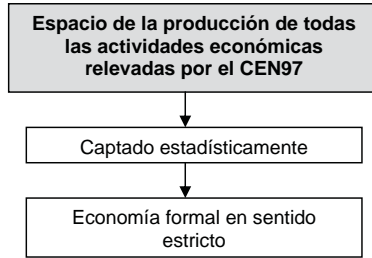 Espacio de la producción de todas
las actividades económicas
relevadas por el CEN97
Captado estadísticamente
Economía formal en sentido
estricto